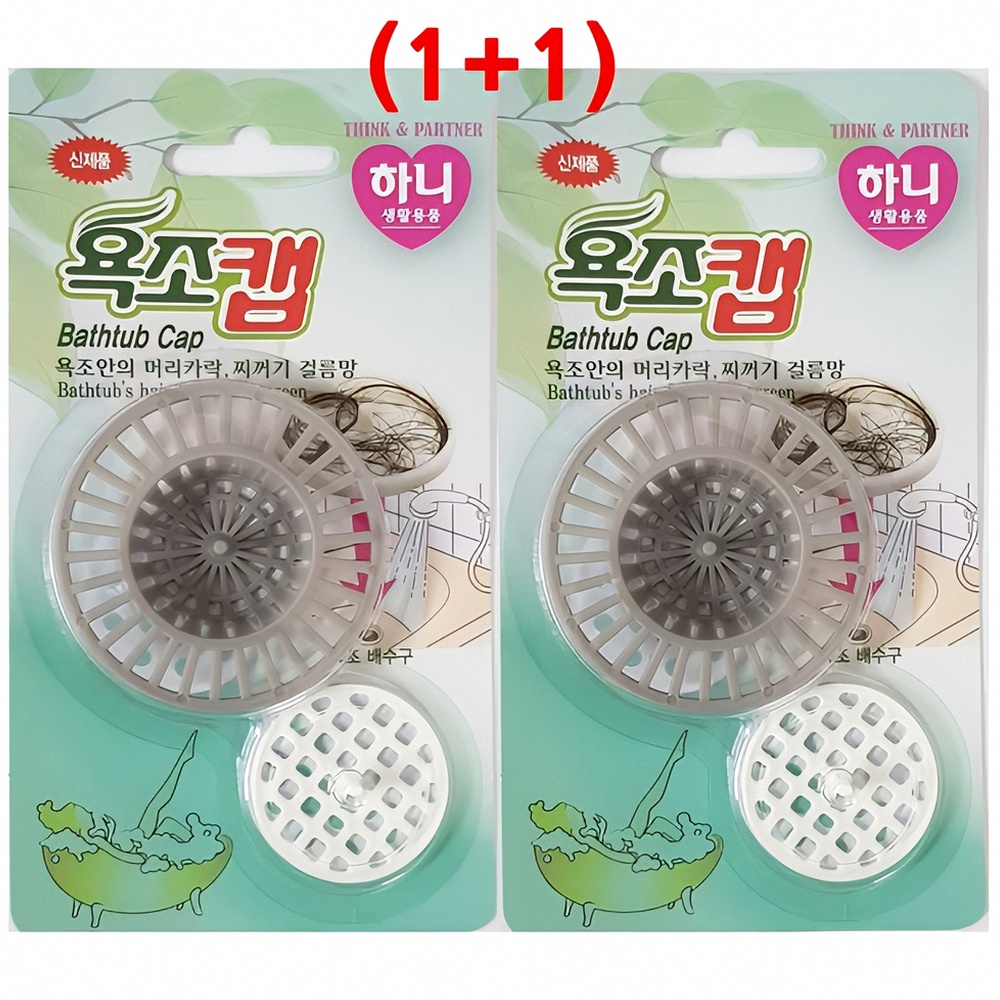 (1+1)
THINK & PARTNER
신제품
하니
생활용품
욕조캡
Bathtub Cap
욕조안의 머리카락, 찌꺼기 걸름망
Bathtub's
배수구
THINK & PARTNER
신제품
하니
생활용품
욕조캡
Bathtub Cap
욕조안의 머리카락, 찌꺼기 걸름망
Bathtub's
배수구